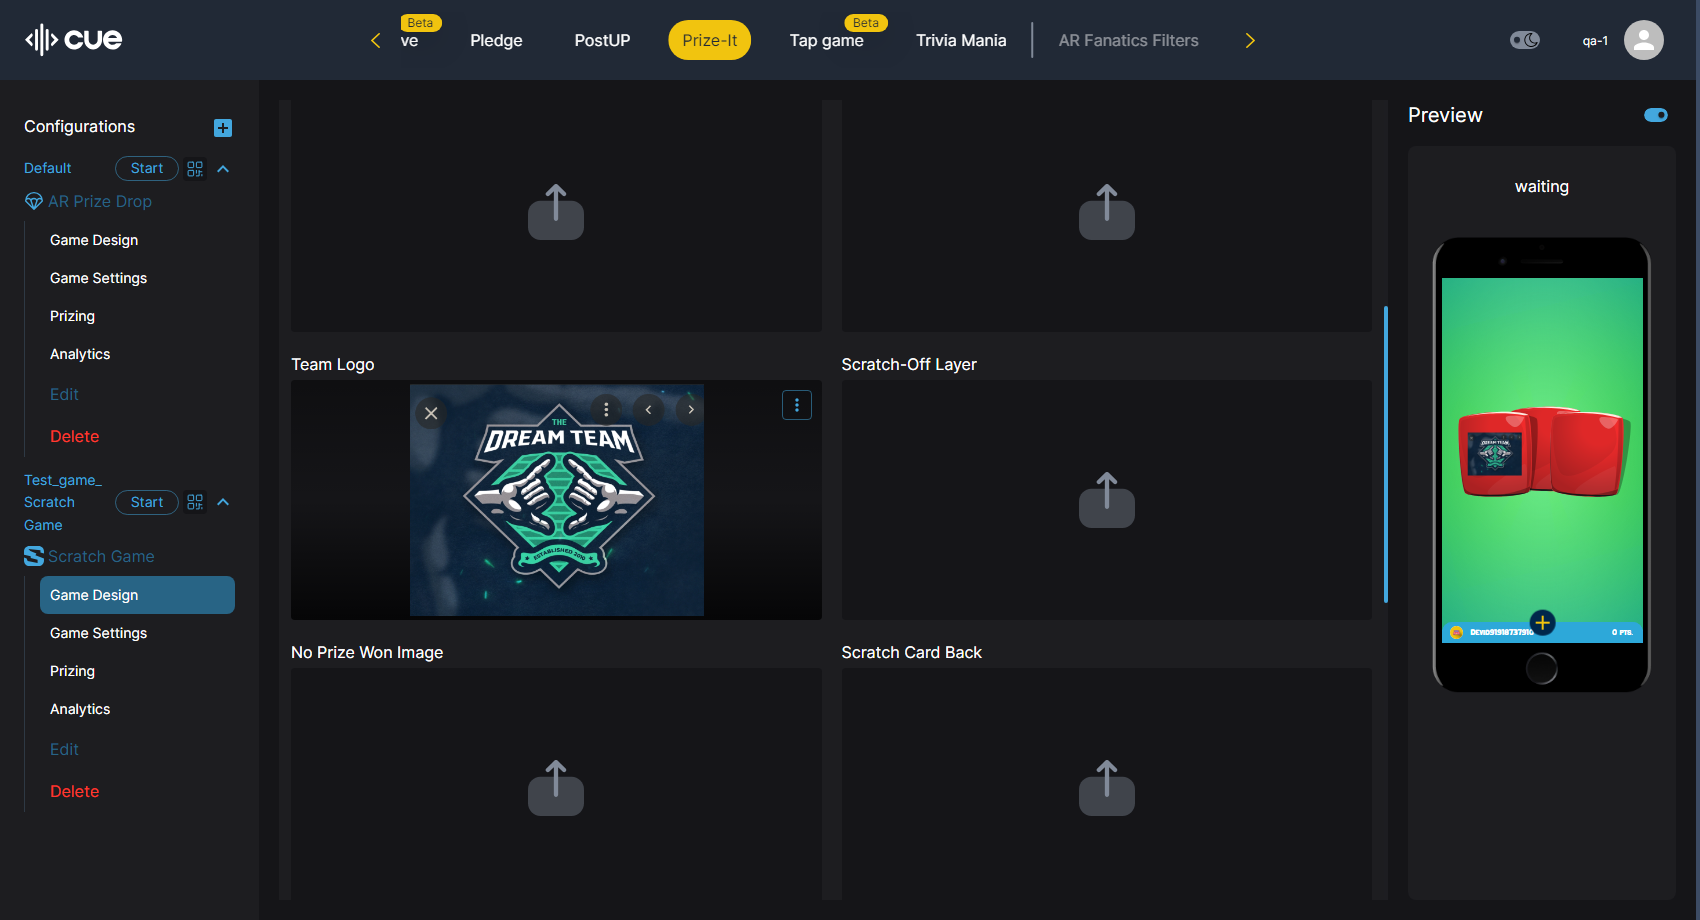 cue
Beta
ve
Pledge
PostUP
Prize-It
Beta
Tap game
Trivia Mania
AR Fanatics Filters
qa-1
Configurations
Default
Start
AR Prize Drop
Game Design
Game Settings
Prizing
Analytics
Edit
Delete
Test_game_
Scratch
Game
Start
Scratch Game
Game Design
Game Settings
Prizing
Analytics
Edit
Delete
Team Logo
THE
DREAM TEAM
ESTABLISHED 2010
Scratch-Off Layer
No Prize Won Image
Scratch Card Back
Preview
waiting
DREAM TEAM
0 PTS.